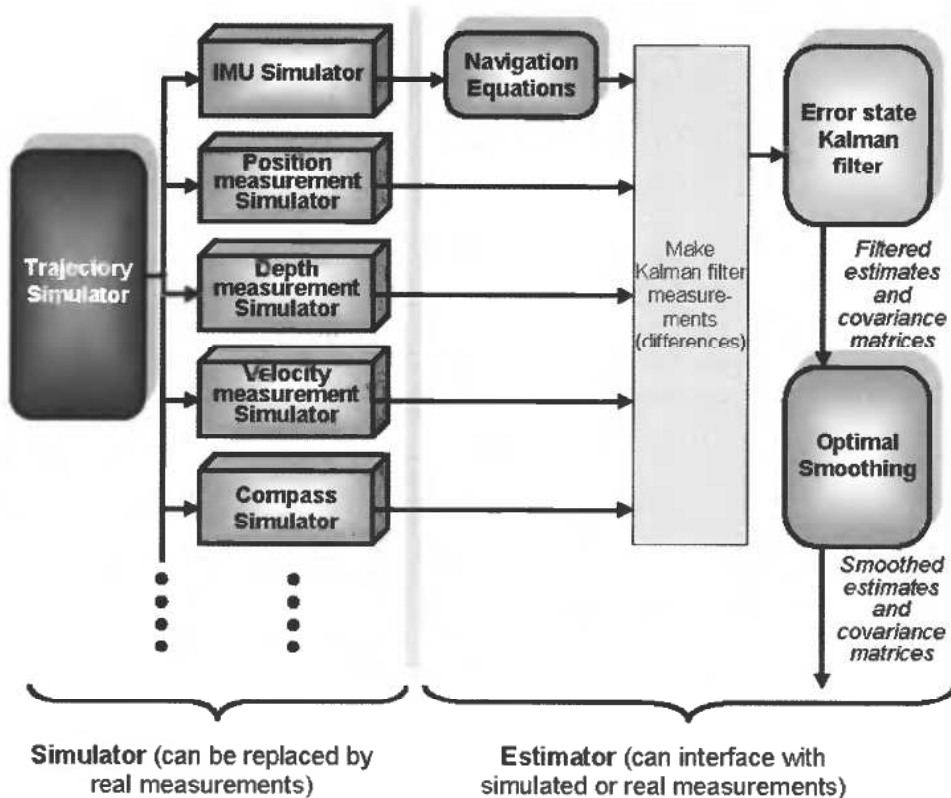 IMU Simulator
Navigation
Equations
Error state
Kalman
filter
Position
measurement
Simulator
Trajectory
Simulator
Depth
measurement
Simulator
Make
Kalman filter
measure-
ments
(differences)
Filtered
estimates
and
covariance
matrices
Velocity
measurement
Simulator
Optimal
Smoothing
Compass
Simulator
Smoothed
estimates
and
covariance
matrices
Simulator (can be replaced by
real measurements)
Estimator (can interface with
simulated or real measurements)